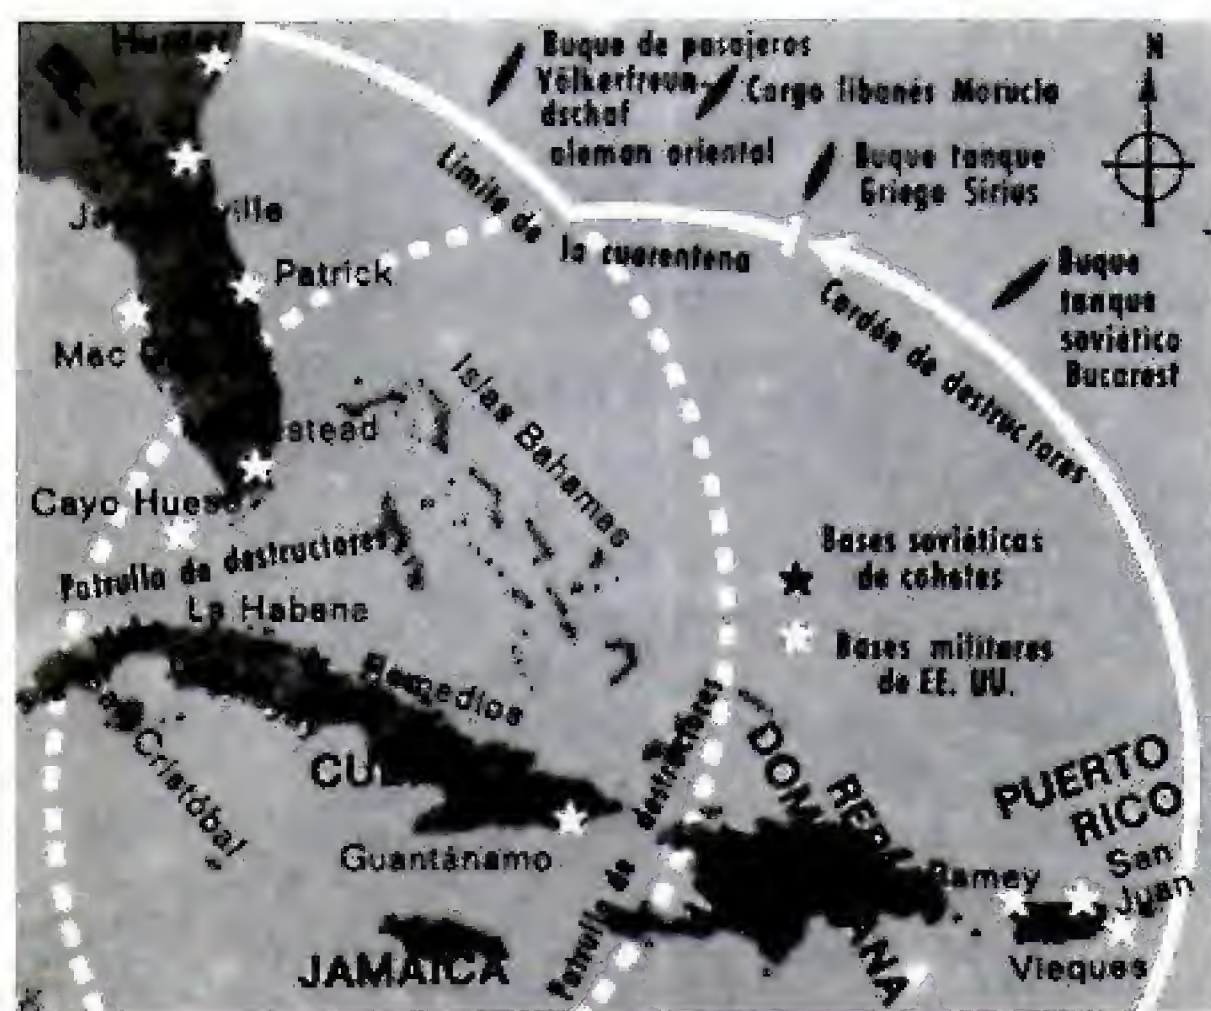 Buque de pasajeros
Völkerfreun-
dschaf
aleman oriental
Cargo libanés Marucla
N
Buque tanque
Griego Sirius
Límite de
la cuarentena
Buque
tanque
soviético
Bucarest
Cordón de destructores
Patrick
Mac
Islas Bahamas
Cayo Hueso
Patrulla de destructores
La Habana
Bases soviéticas
de cohetes
Bases militares
de EE. UU.
Remedios
Cristóbal
Guantánamo
Patrulla de
destructores
PUERTO
RICO
Ramey
San
Juan
Vieques
JAMAICA